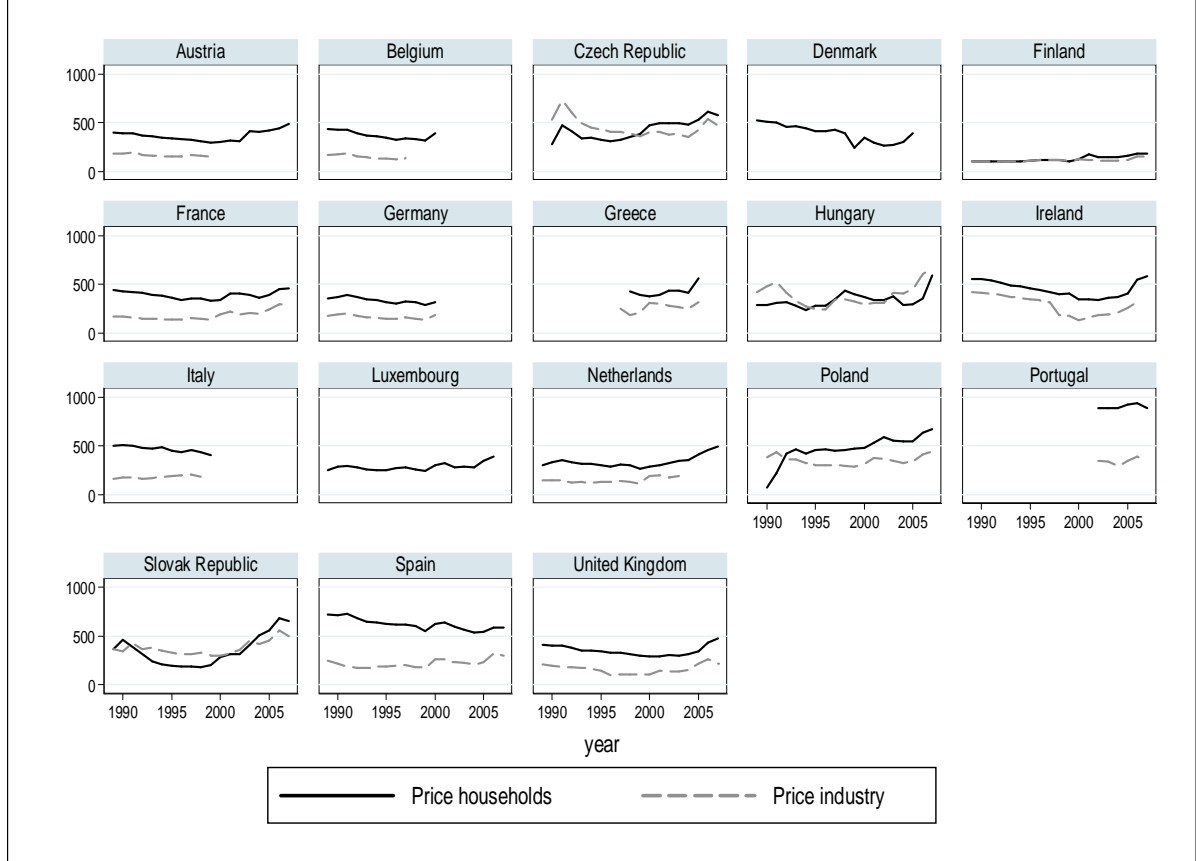 Austria Belgium Czech Republic Denmark Finland
1000
500
0
France Germany Greece Hungary Ireland
1000
500
0
Italy Luxembourg Netherlands Poland Portugal
1000
500
0
1990 1995 2000 2005 1990 1995 2000 2005
Slovak Republic Spain United Kingdom
1000
500
0
1990 1995 2000 2005 1990 1995 2000 2005 1990 1995 2000 2005
year
Price households Price industry